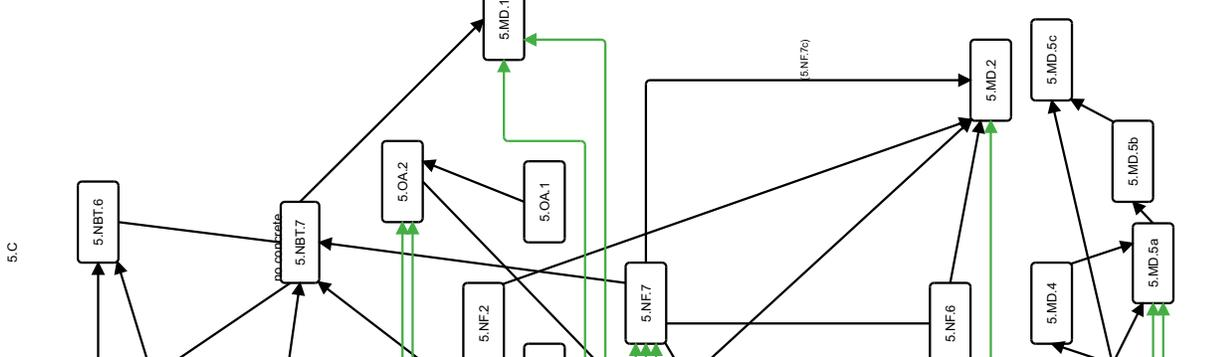 5.C
5.NBT.6
no concrete
5.NBT.7
5.OA.2
5.MD.1
5.OA.1
5.NF.2
5.NF.7
(5.NF.7c)
5.NF.6
5.MD.2
5.MD.5c
5.MD.5b
5.MD.4
5.MD.5a